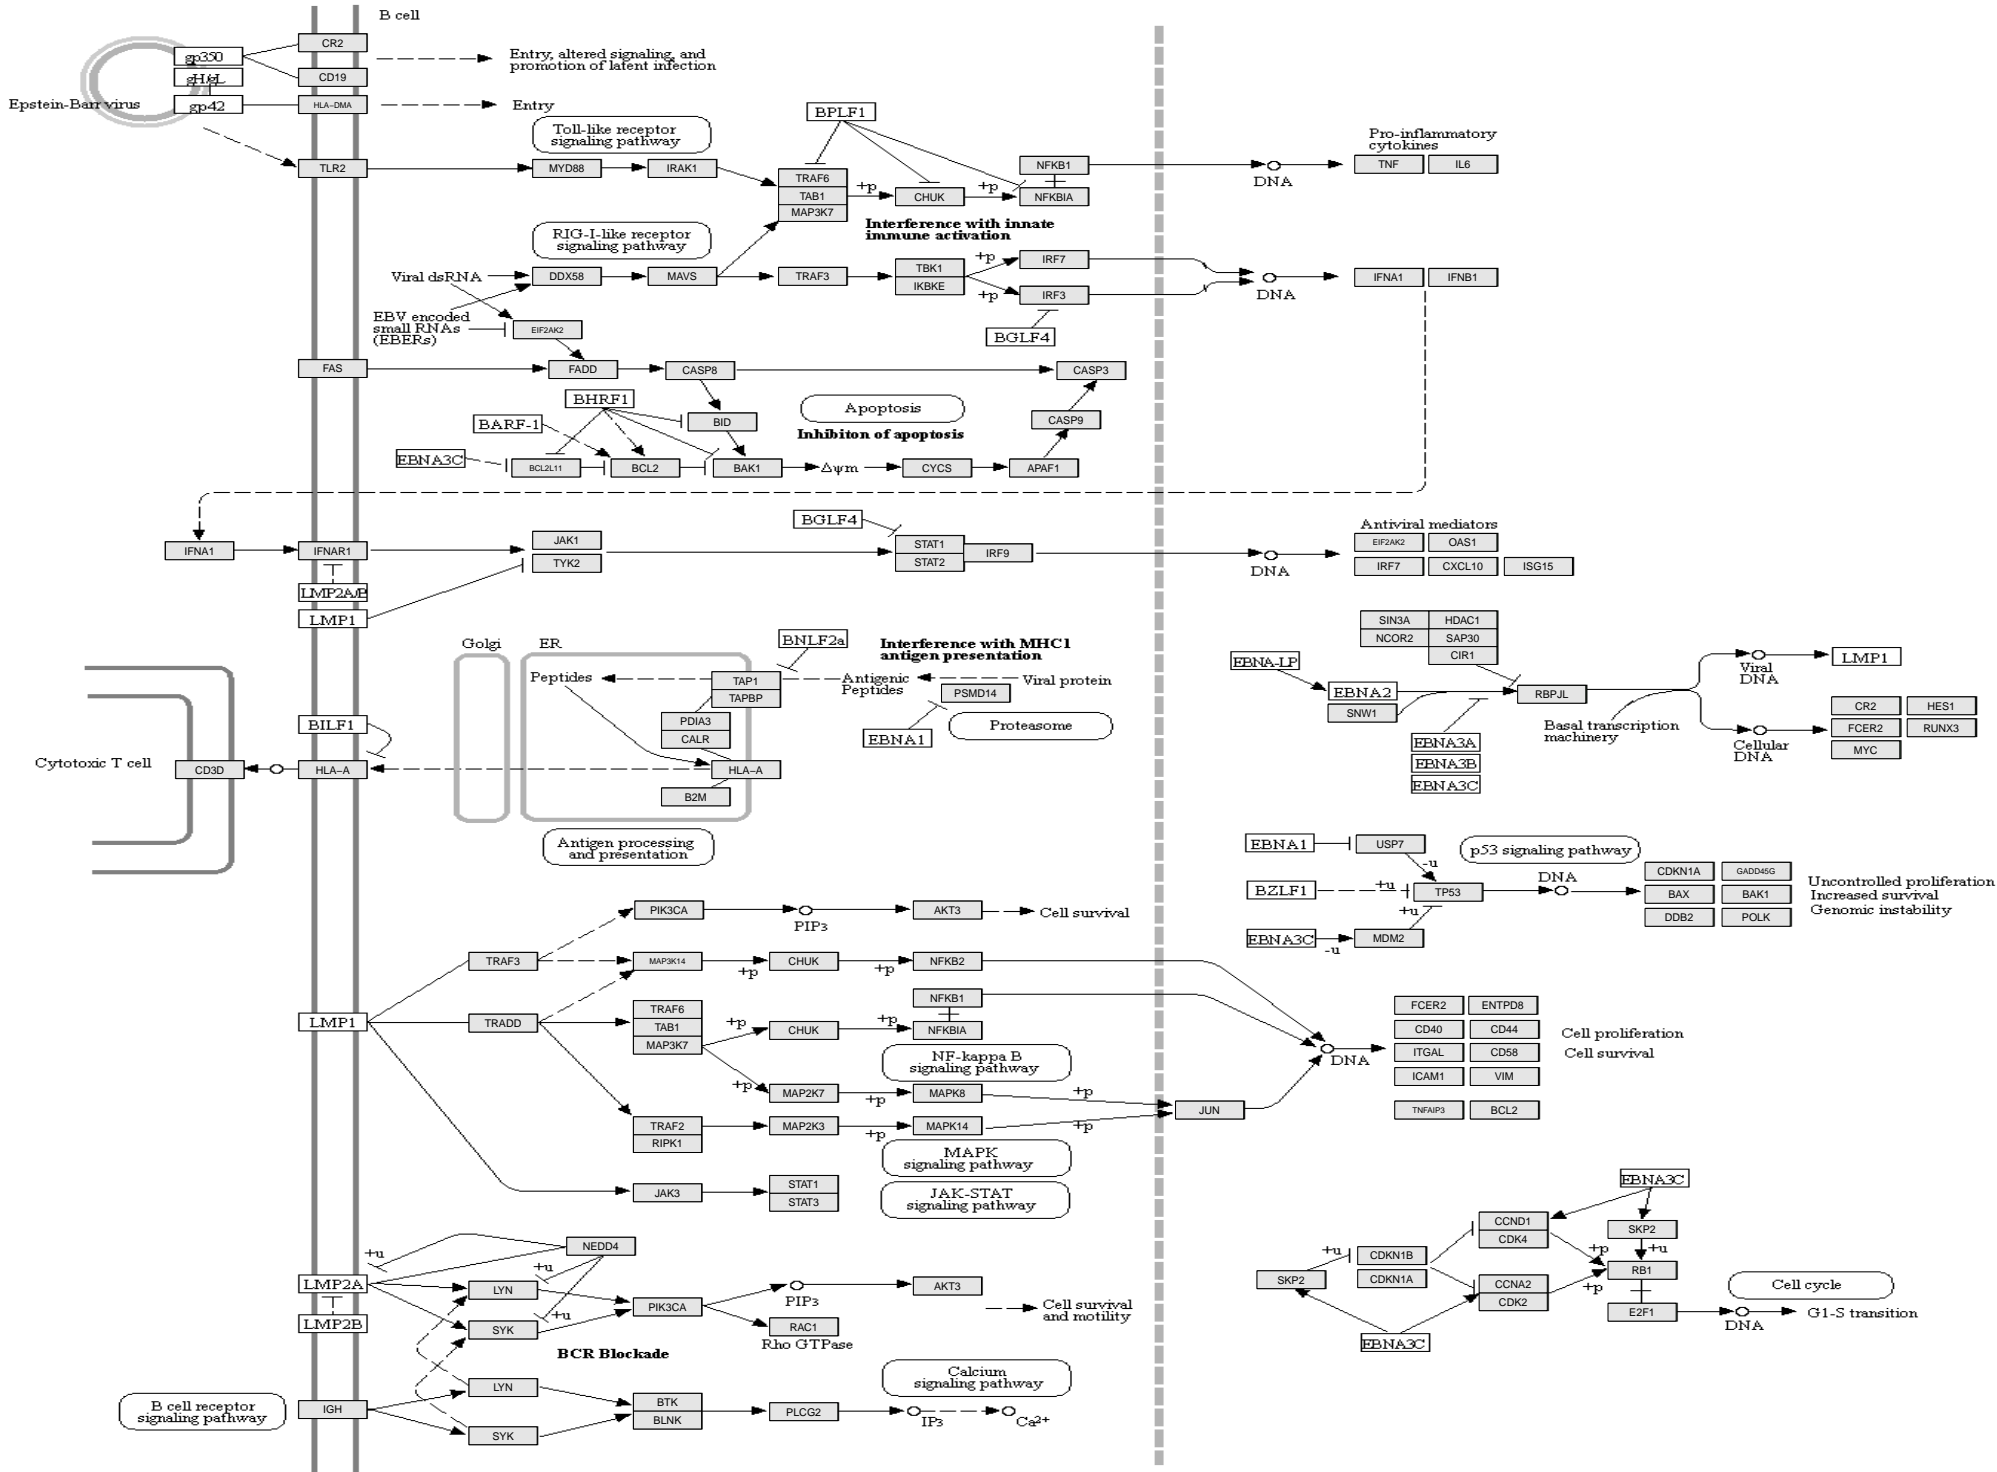 B cell
gp350
CR2
Entry, altered signaling, and
promotion of latent infection
gH/gL
CD19
Epstein-Barr virus
gp42
HLA-DMA
Entry
BPLF1
Toll-like receptor
signaling pathway
Pro-inflammatory
cytokines
TLR2
MYD88
IRAK1
TRAF6
TAB1
MAP3K7
+p
CHUK
+p
NFKB1
NFKBIA
DNA
TNF
IL6
Interference with innate
immune activation
RIG-I-like receptor
signaling pathway
Viral dsRNA
DDX58
MAVS
TRAF3
TBK1
IKBKE
+p
+p
IRF7
IRF3
DNA
IFNA1
IFNB1
EBV encoded
small RNAs
(EBERs)
EIF2AK2
BGLF4
FAS
FADD
CASP8
CASP3
BHRF1
BARF-1
BID
Apoptosis
Inhibiton of apoptosis
CASP9
EBNA3C
BCL2L11
BCL2
BAK1
Δψm
CYCS
APAF1
BGLF4
IFNA1
IFNAR1
JAK1
TYK2
STAT1
STAT2
IRF9
DNA
Antiviral mediators
EIF2AK2
OAS1
IRF7
CXCL10
ISG15
LMP2A/B
LMP1
Golgi
ER
BNLF2a
Interference with MHC1
antigen presentation
Peptides
TAP1
TAPBP
Antigenic
Peptides
Viral protein
PSMD14
PDIA3
CALR
EBNA1
Proteasome
BILF1
Cytotoxic T cell
CD3D
HLA-A
HLA-A
B2M
Antigen processing
and presentation
SIN3A
HDAC1
NCOR2
SAP30
CIR1
EBNA-LP
EBNA2
SNW1
RBPJL
Viral
DNA
LMP1
Basal transcription
machinery
EBNA3A
EBNA3B
EBNA3C
Cellular
DNA
CR2
HES1
FCER2
RUNX3
MYC
EBNA1
USP7
p53 signaling pathway
-u
BZLF1
+u
TP53
DNA
CDKN1A
GADD45G
BAX
BAK1
DDB2
POLK
Uncontrolled proliferation
Increased survival
Genomic instability
+u
EBNA3C
-u
MDM2
PIK3CA
PIP3
AKT3
Cell survival
TRAF3
MAP3K14
+p
CHUK
+p
NFKB2
LMP1
TRADD
TRAF6
TAB1
MAP3K7
+p
CHUK
+p
NFKB1
NFKBIA
NF-kappa B
signaling pathway
+p
MAP2K7
+p
MAPK8
+p
JUN
TRAF2
RIPK1
MAP2K3
+p
MAPK14
+p
MAPK
signaling pathway
JAK3
STAT1
STAT3
JAK-STAT
signaling pathway
DNA
FCER2
ENTPD8
CD40
CD44
ITGAL
CD58
ICAM1
VIM
TNFAIP3
BCL2
Cell proliferation
Cell survival
+u
NEDD4
+u
LMP2A
LYN
+u
LMP2B
SYK
PIK3CA
PIP3
AKT3
RAC1
Rho GTPase
Cell survival
and motility
BCR Blockade
B cell receptor
signaling pathway
IGH
LYN
SYK
BTK
BLNK
PLCG2
Calcium
signaling pathway
IP3
Ca2+
EBNA3C
CCND1
CDK4
SKP2
+u
+p
+u
CDKN1B
CDKN1A
SKP2
CCNA2
CDK2
+p
RB1
Cell cycle
E2F1
DNA
G1-S transition
EBNA3C